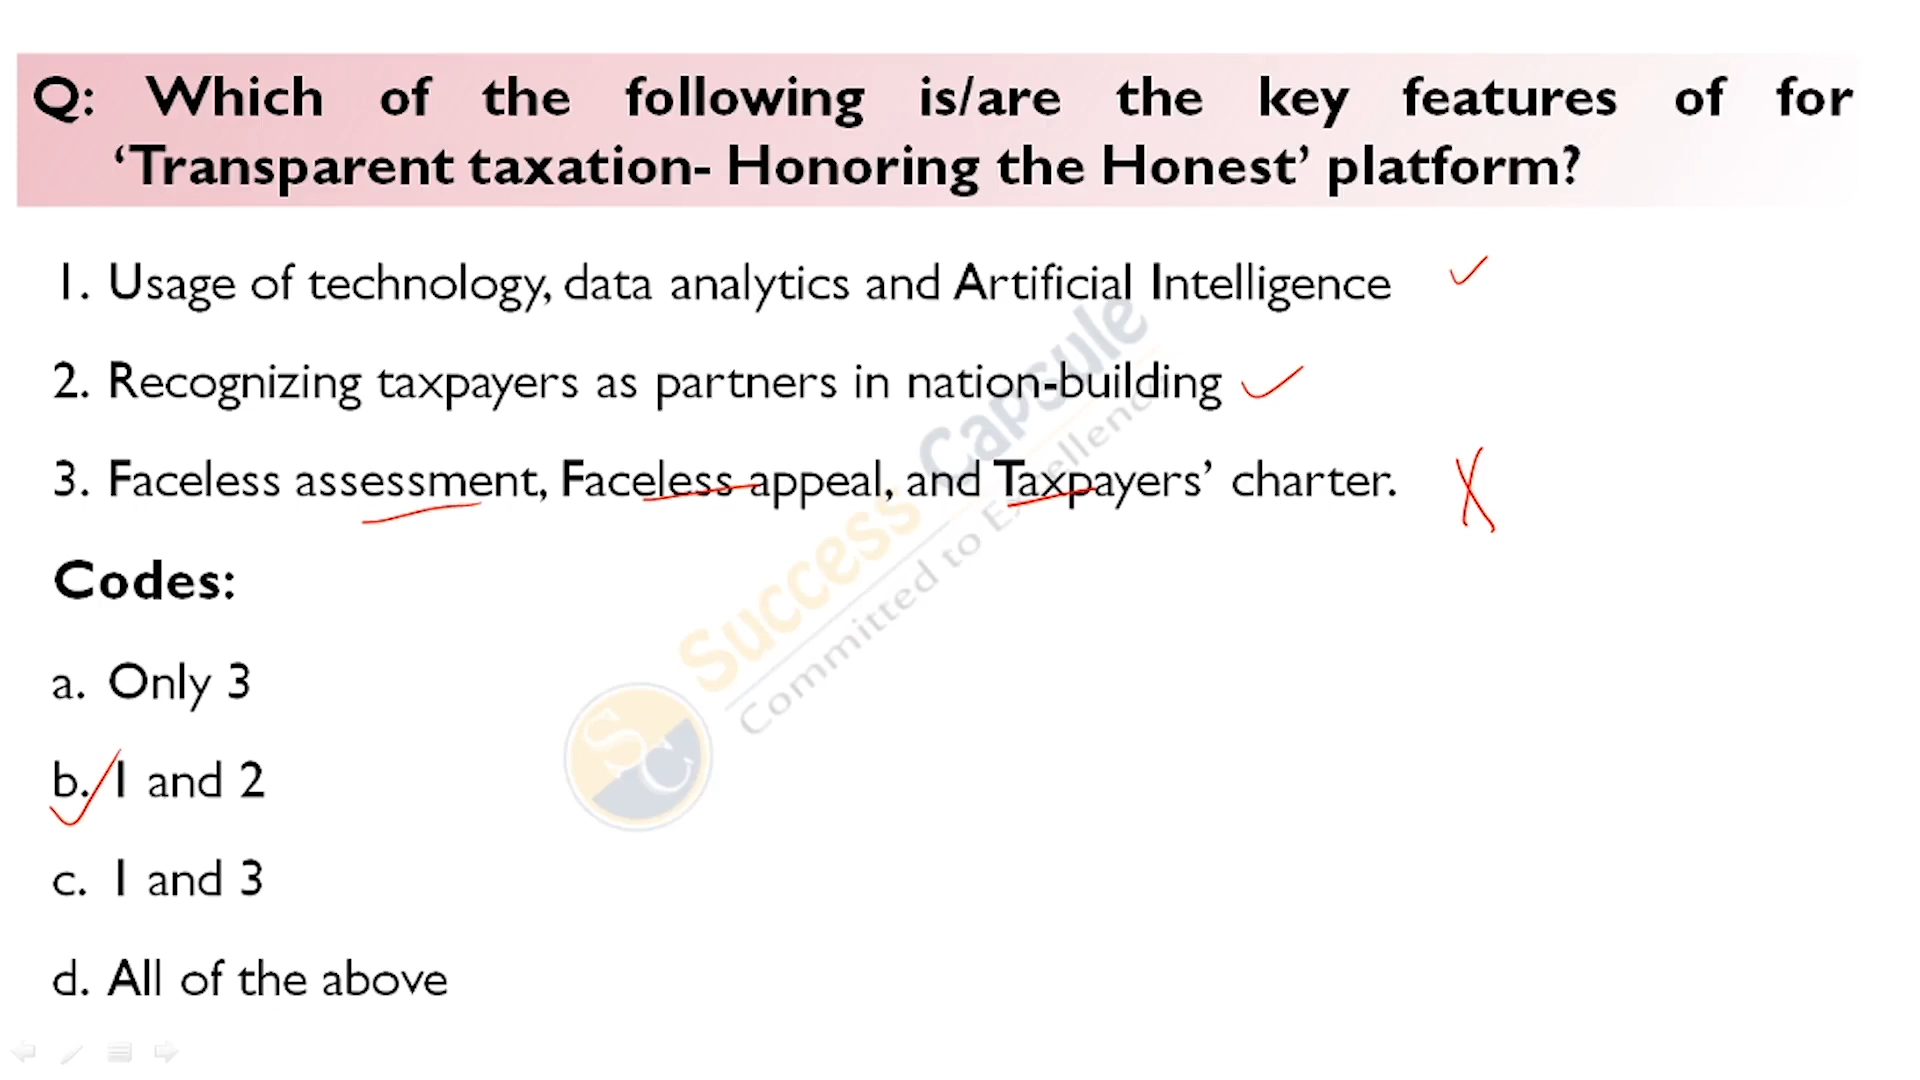 Q: Which of the following is/are the key features of for
‘Transparent taxation- Honoring the Honest’ platform?
1. Usage of technology, data analytics and Artificial Intelligence
2. Recognizing taxpayers as partners in nation-building
3. Faceless assessment, Faceless appeal, and Taxpayers’ charter.
Codes:
a. Only 3
b. 1 and 2
c. 1 and 3
d. All of the above
Success Capsule
Committed to Excellence
SC